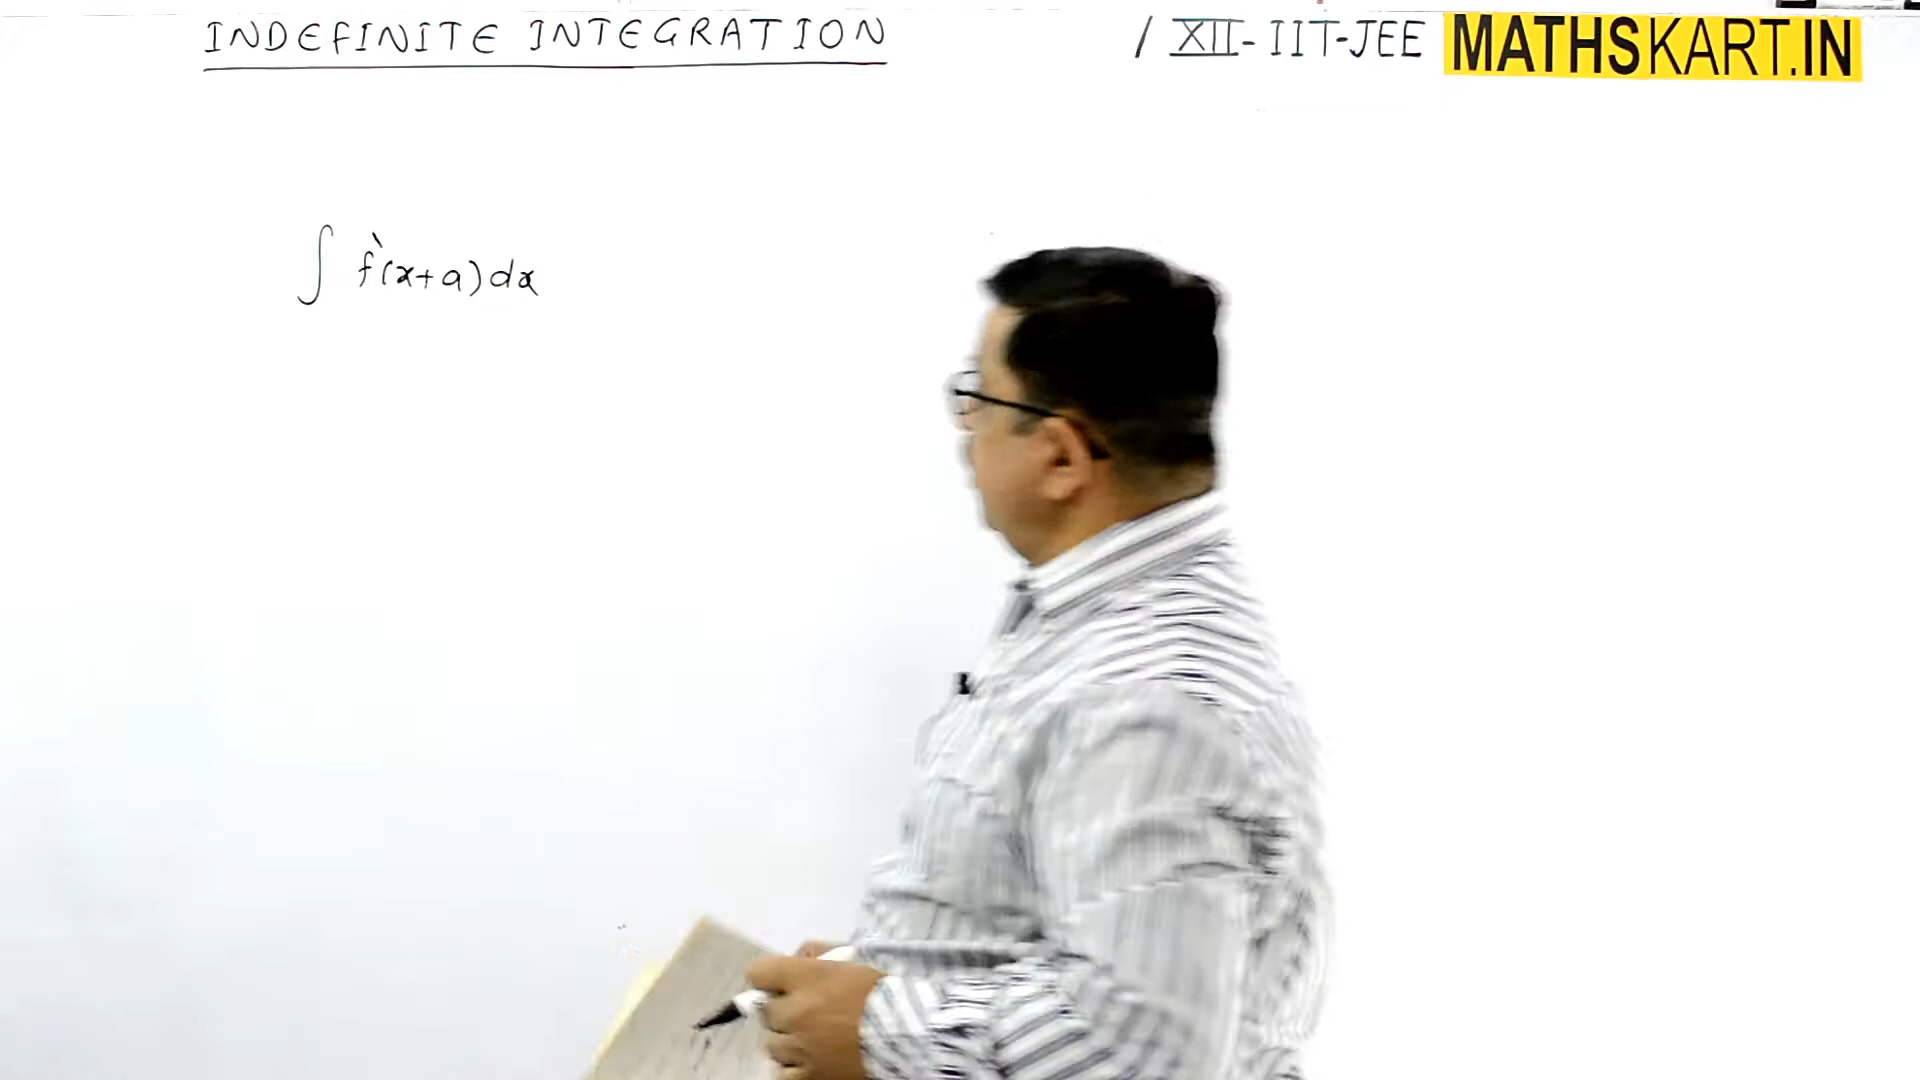 INDEFINITE INTEGRATION / XII-IIT-JEE MATHSKART.IN
∫ f'(x+a)dx